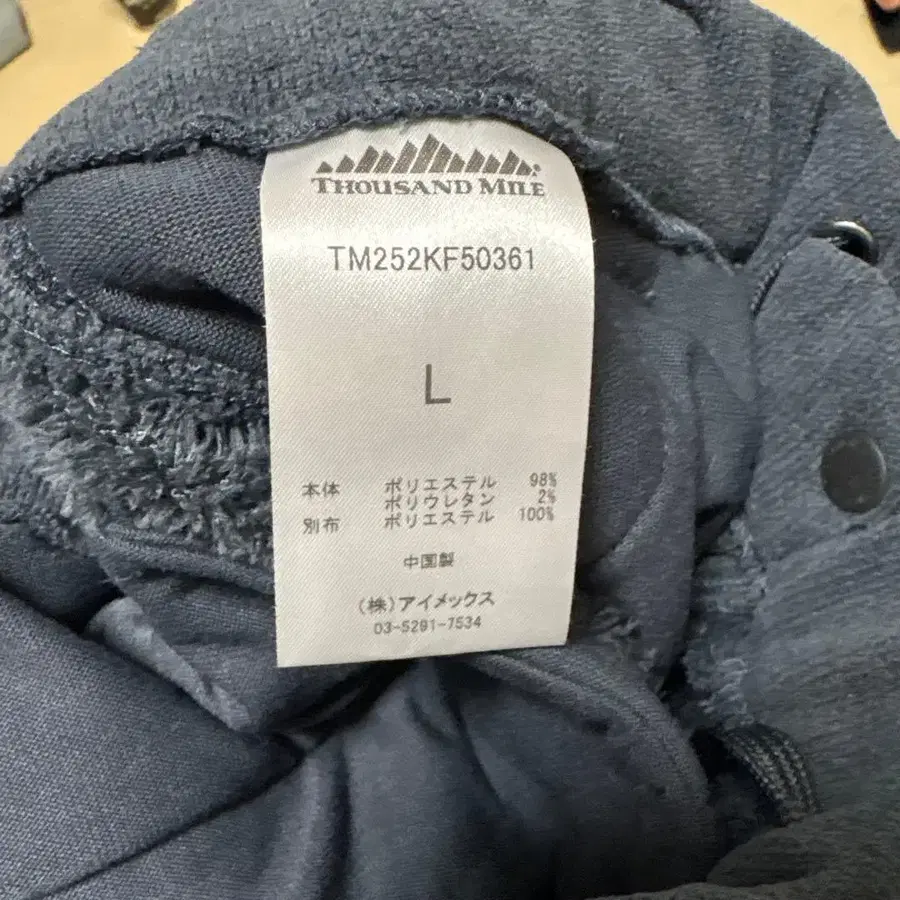 THOUSAND MILE
TM252KF50361
L
本体 ポリエステル 98%
ポリウレタン 2%
別布 ポリエステル 100%
中国製
(株)アイメックス
03-5291-7534